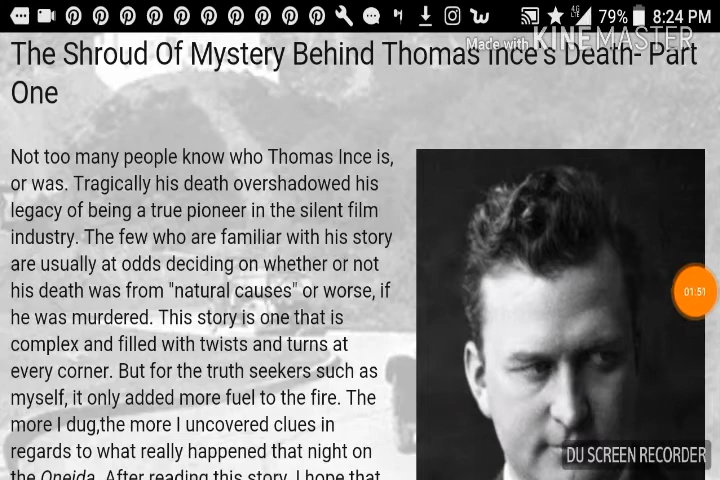 79% 8:24 PM
Made with KINEMASTER
The Shroud Of Mystery Behind Thomas Ince's Death- Part
One
Not too many people know who Thomas Ince is,
or was. Tragically his death overshadowed his
legacy of being a true pioneer in the silent film
industry. The few who are familiar with his story
are usually at odds deciding on whether or not
his death was from "natural causes" or worse, if
he was murdered. This story is one that is
complex and filled with twists and turns at
every corner. But for the truth seekers such as
myself, it only added more fuel to the fire. The
more I dug,the more I uncovered clues in
regards to what really happened that night on
the Oneida. After reading this story, I hope that
01:51
DU SCREEN RECORDER